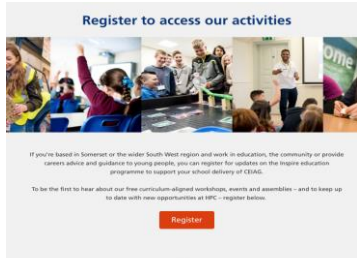 Register to access our activities
If you're based in Somerset or the wider South West region and work in education, the community or provide
careers advice and guidance to young people, you can register for updates on the Inspire education
programme to support your school delivery of CEIAG.
To be the first to hear about our free curriculum-aligned workshops, events and assemblies – and to keep up
to date with new opportunities at HPC – register below.
Register